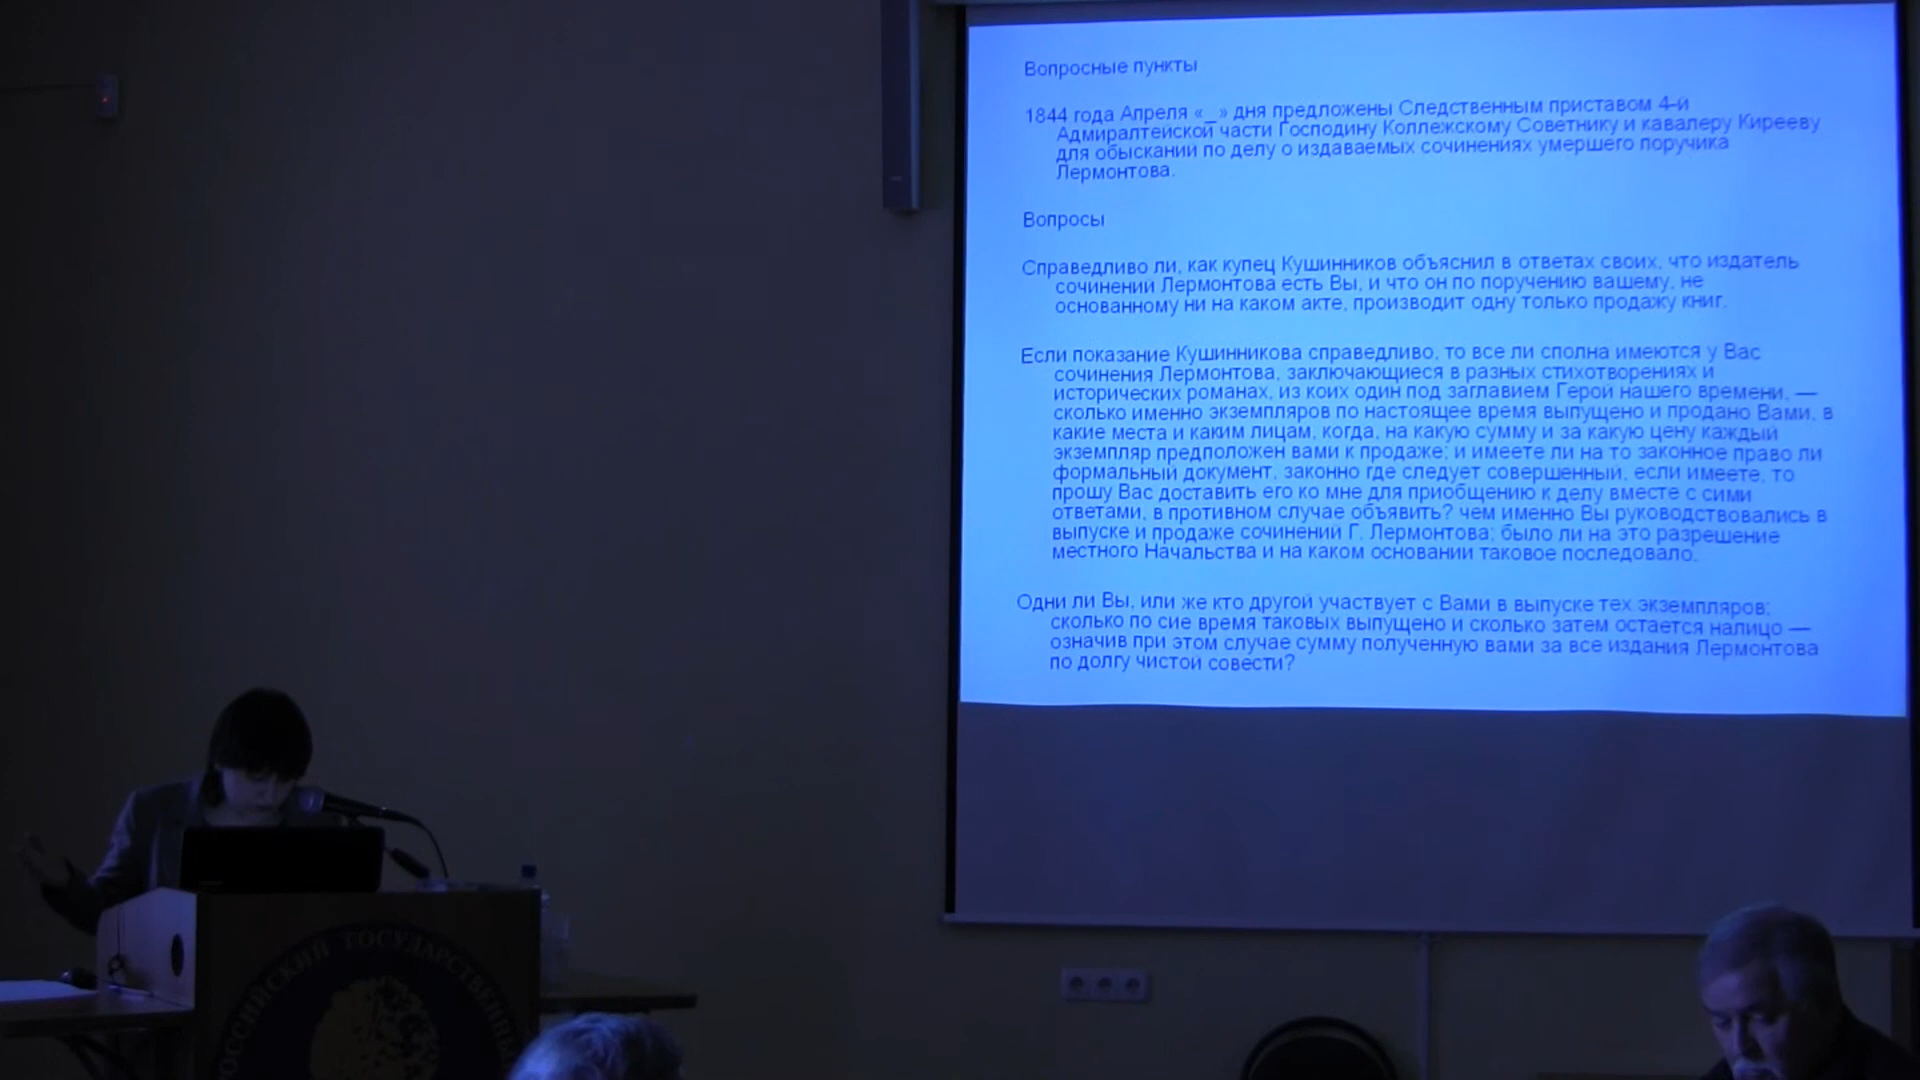 Вопросные пункты
1844 года Апреля «_» дня предложены Следственным приставом 4-й
Адмиралтейской части Господину Коллежскому Советнику и кавалеру Кирееву
для обысканий по делу о издаваемых сочинениях умершего поручика
Лермонтова.
Вопросы
Справедливо ли, как купец Кушинников объяснил в ответах своих, что издатель
сочинений Лермонтова есть Вы, и что он по поручению вашему, не
основанному ни на каком акте, производит одну только продажу книг.
Если показание Кушинникова справедливо, то все ли сполна имеются у Вас
сочинения Лермонтова, заключающиеся в разных стихотворениях и
исторических романах, из коих один под заглавием Герой нашего времени, —
сколько именно экземпляров по настоящее время выпущено и продано Вами, в
какие места и каким лицам, когда, на какую сумму и за какую цену каждый
экземпляр предположен вами к продаже; и имеете ли на то законное право ли
формальный документ, законно где следует совершенный, если имеете, то
прошу Вас доставить его ко мне для приобщению к делу вместе с сими
ответами, в противном случае объявить? чем именно Вы руководствовались в
выпуске и продаже сочинений Г. Лермонтова; было ли на это разрешение
местного Начальства и на каком основании таковое последовало.
Одни ли Вы, или же кто другой участвует с Вами в выпуске тех экземпляров;
сколько по сие время таковых выпущено и сколько затем остается налицо —
означив при этом случае сумму полученную вами за все издания Лермонтова
по долгу чистой совести?
РОССИЙСКИЙ ГОСУДАРСТВЕНН